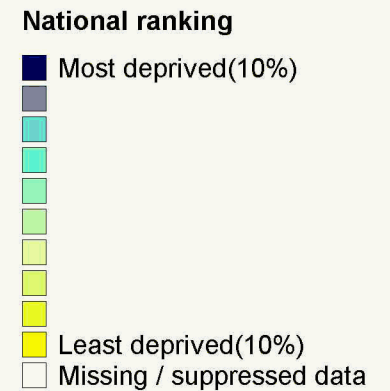 National ranking
Most deprived(10%)
Least deprived(10%)
Missing / suppressed data